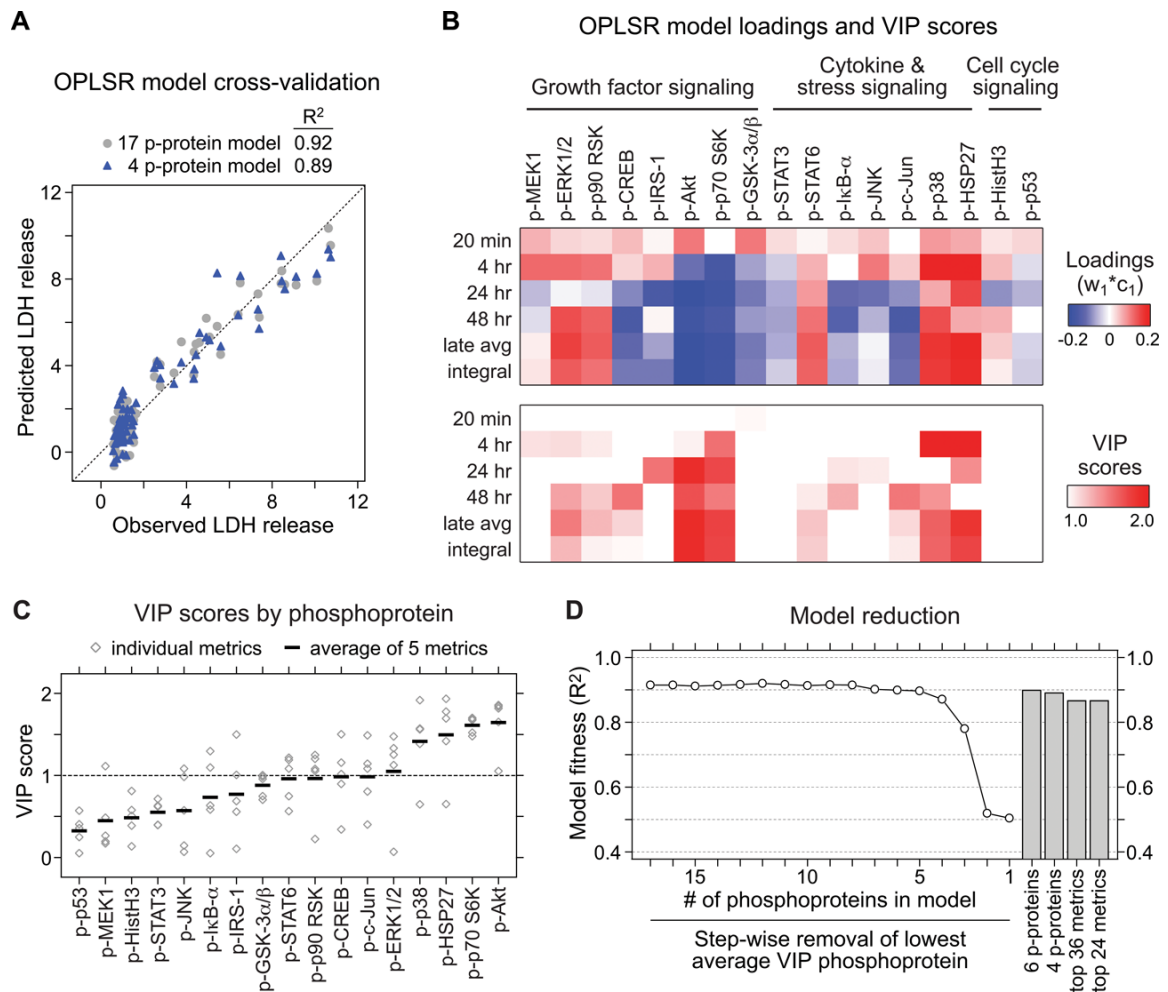 A
OPLSR model cross-validation
R2
17 p-protein model 0.92
4 p-protein model 0.89
12
8
4
0
Predicted LDH release
0 4 8 12
Observed LDH release
B
OPLSR model loadings and VIP scores
Growth factor signaling
Cytokine &
stress signaling
Cell cycle
signaling
p-MEK1
p-ERK1/2
p-p90 RSK
p-CREB
p-IRS-1
p-Akt
p-p70 S6K
p-GSK-3α/β
p-STAT3
p-STAT6
p-IκB-α
p-JNK
p-c-Jun
p-p38
p-HSP27
p-HistH3
p-p53
20 min
4 hr
24 hr
48 hr
late avg
integral
Loadings
(w1*c1)
-0.2 0 0.2
20 min
4 hr
24 hr
48 hr
late avg
integral
VIP
scores
1.0 2.0
C
VIP scores by phosphoprotein
individual metrics average of 5 metrics
2
1
0
VIP score
p-p53
p-MEK1
p-HistH3
p-STAT3
p-JNK
p-IκB-α
p-IRS-1
p-GSK-3α/β
p-STAT6
p-p90 RSK
p-CREB
p-c-Jun
p-ERK1/2
p-p38
p-HSP27
p-p70 S6K
p-Akt
D
Model reduction
1.0 1.0
0.8 0.8
0.6 0.6
0.4 0.4
Model fitness (R2)
15 10 5 1
# of phosphoproteins in model
Step-wise removal of lowest
average VIP phosphoprotein
6 p-proteins
4 p-proteins
top 36 metrics
top 24 metrics